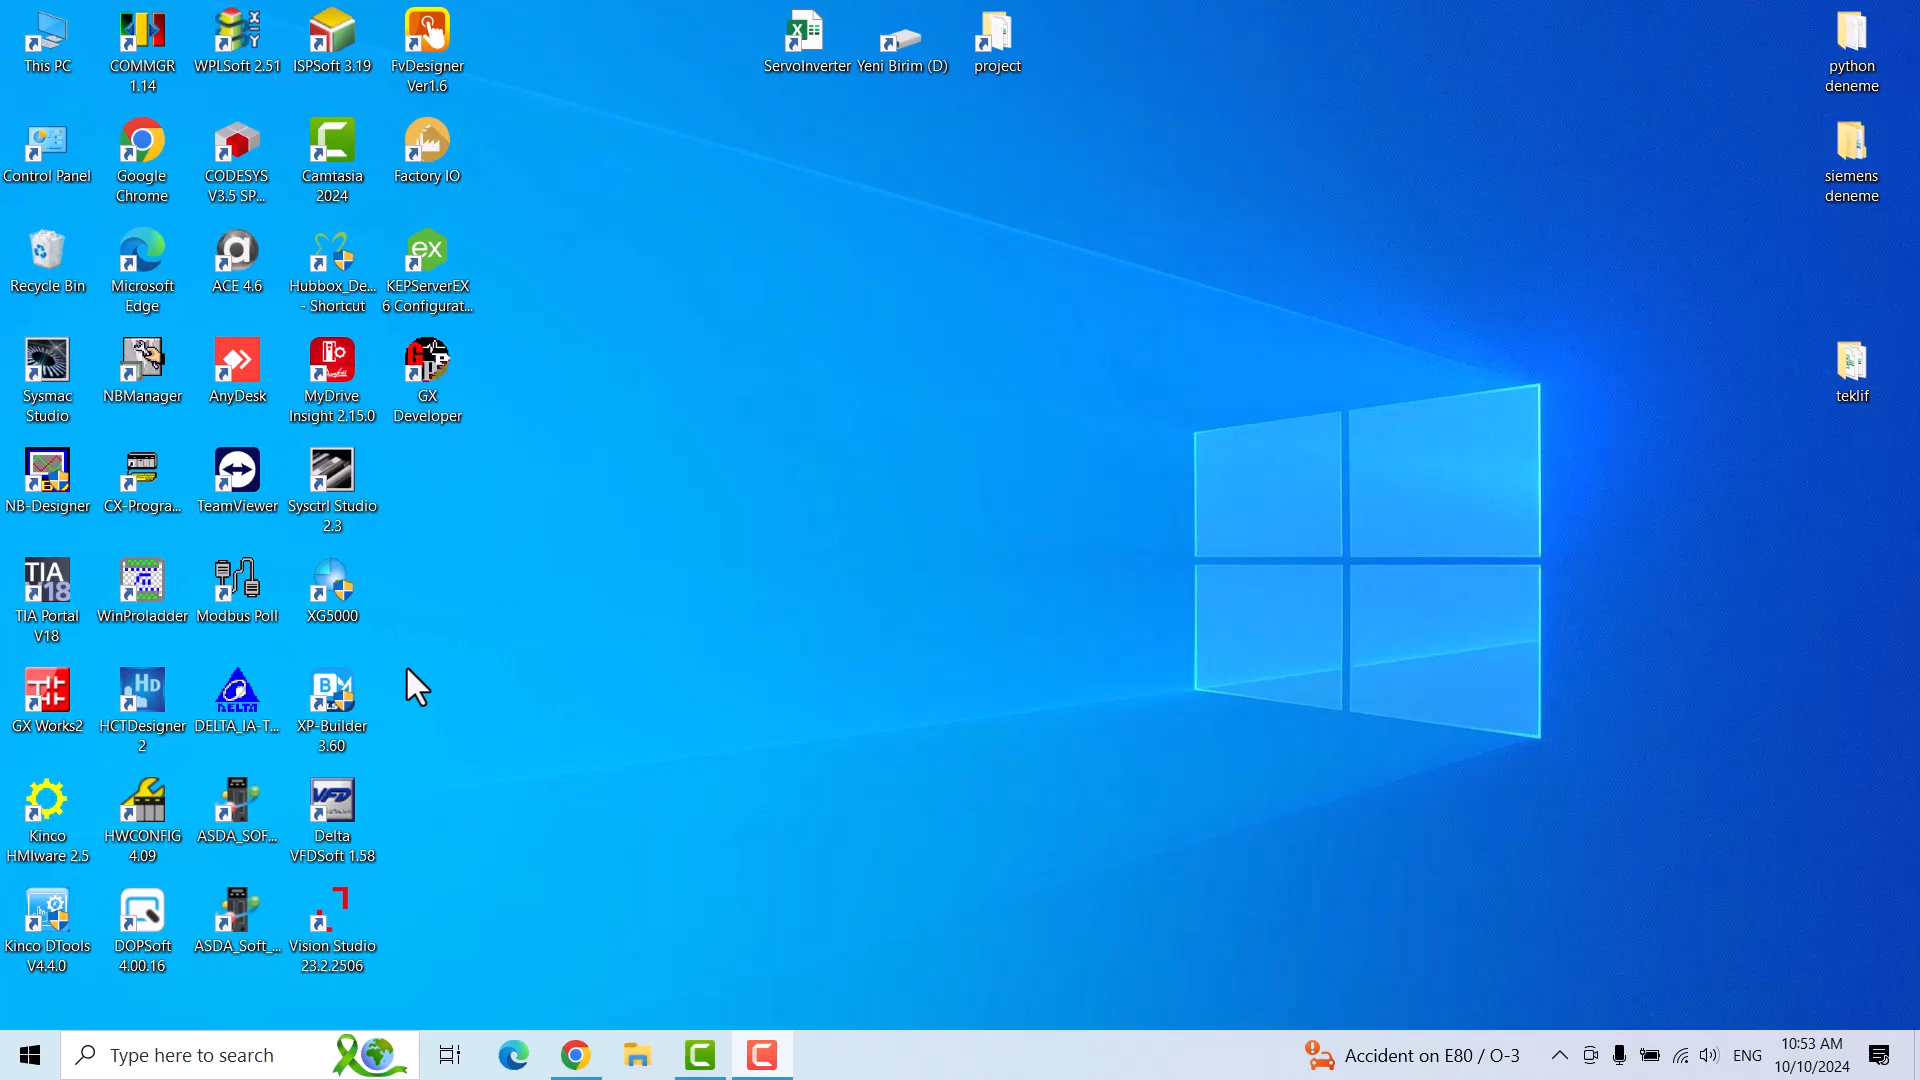 This PC
COMMGR
1.14
WPLSoft 2.51
ISPSoft 3.19
FvDesigner
Ver1.6
ServoInverter
Yeni Birim (D)
project
python
deneme
Control Panel
Google
Chrome
CODESYS
V3.5 SP...
Camtasia
2024
Factory IO
siemens
deneme
Recycle Bin
Microsoft
Edge
ACE 4.6
Hubbox_De...
- Shortcut
ex
KEPServerEX
6 Configurat...
Sysmac
Studio
NBManager
AnyDesk
MyDrive
Insight 2.15.0
GX
Developer
teklif
NB-Designer
CX-Progra...
TeamViewer
Sysctrl Studio
2.3
TIA
18
TIA Portal
V18
WinProladder
Modbus Poll
XG5000
GX Works2
HD
HCTDesigner
2
DELTA
DELTA_IA-T...
XP-Builder
3.60
Kinco
HMIware 2.5
HWCONFIG
4.09
ASDA_SOF...
VFD
Delta
VFDSoft 1.58
Kinco DTools
V4.4.0
DOPSoft
4.00.16
ASDA_Soft_...
Vision Studio
23.2.2506
Type here to search
Accident on E80 / O-3
ENG
10:53 AM
10/10/2024